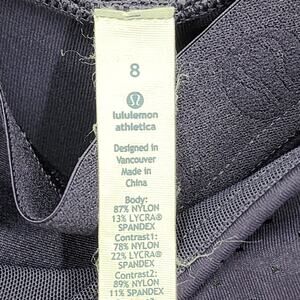 8
lululemon
athletica
Designed in
Vancouver
Made in
China
Body:
87% NYLON
13% LYCRA®
SPANDEX
Contrast1:
78% NYLON
22% LYCRA®
SPANDEX
Contrast2:
89% NYLON
11% SPANDEX